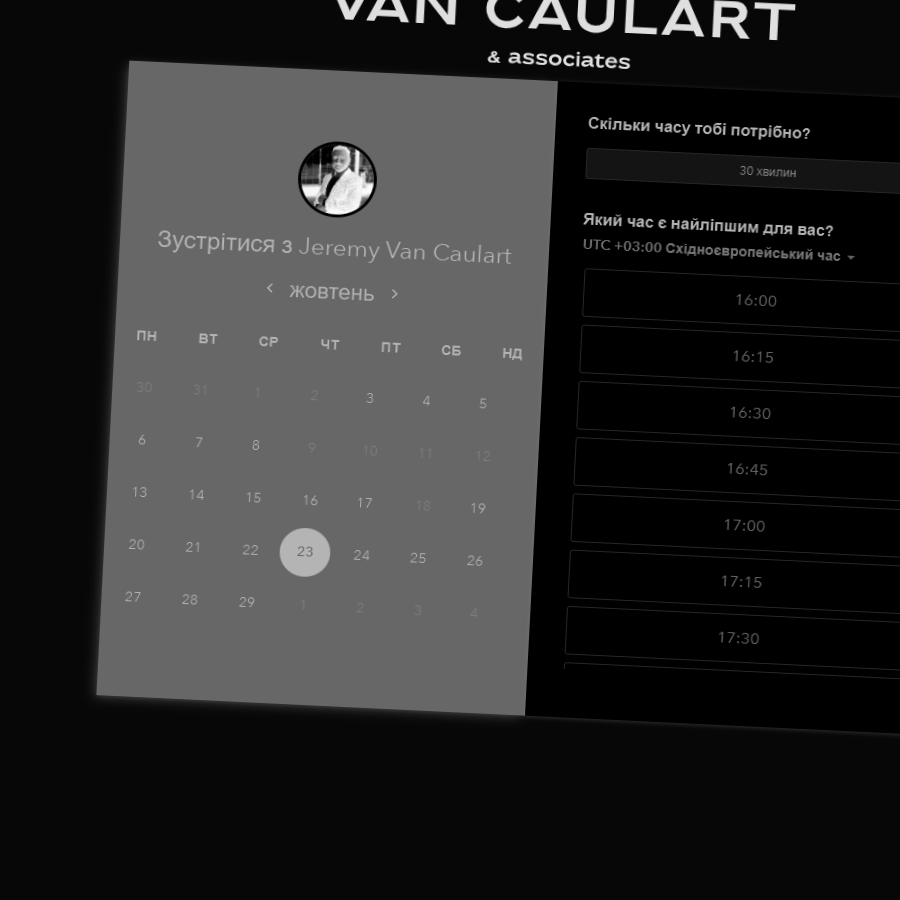 VAN CAULART
& associates
Зустрітися з Jeremy Van Caulart
жовтень
ПН ВТ СР ЧТ ПТ СБ НД
30 31 1 2 3 4 5
6 7 8 9 10 11 12
13 14 15 16 17 18 19
20 21 22 23 24 25 26
27 28 29 1 2 3 4
Скільки часу тобі потрібно?
30 хвилин
Який час є найліпшим для вас?
UTC +03:00 Східноєвропейський час
16:00
16:15
16:30
16:45
17:00
17:15
17:30